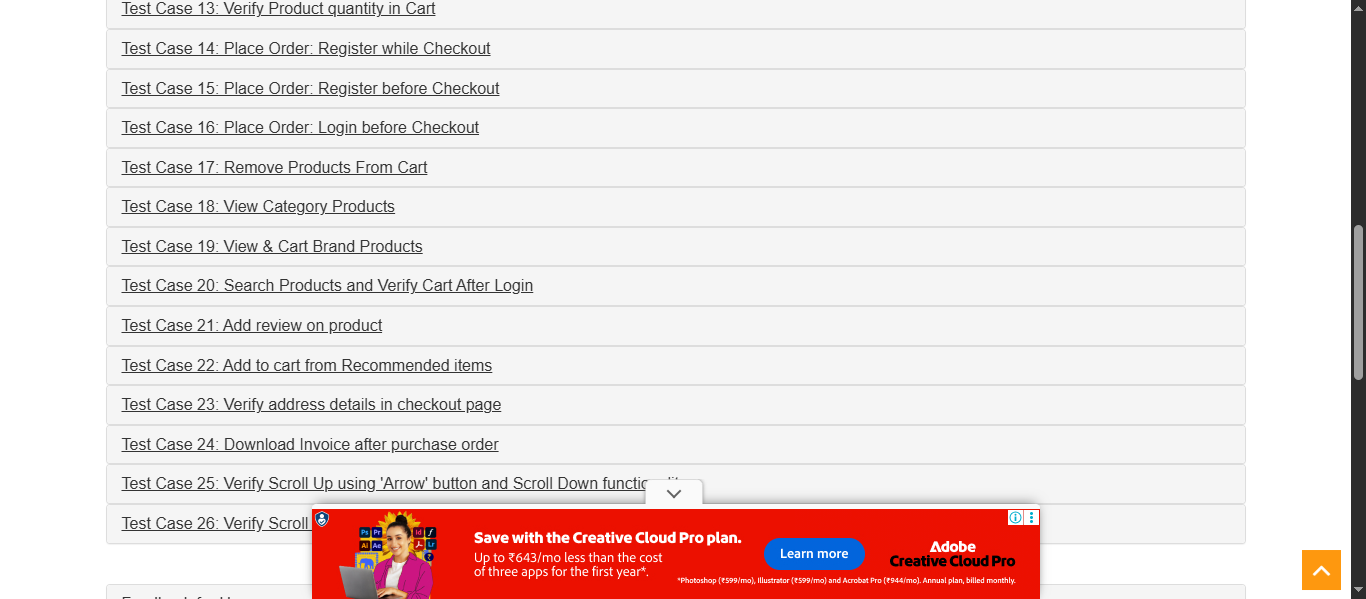 Test Case 13: Verify Product quantity in Cart
Test Case 14: Place Order: Register while Checkout
Test Case 15: Place Order: Register before Checkout
Test Case 16: Place Order: Login before Checkout
Test Case 17: Remove Products From Cart
Test Case 18: View Category Products
Test Case 19: View & Cart Brand Products
Test Case 20: Search Products and Verify Cart After Login
Test Case 21: Add review on product
Test Case 22: Add to cart from Recommended items
Test Case 23: Verify address details in checkout page
Test Case 24: Download Invoice after purchase order
Test Case 25: Verify Scroll Up using 'Arrow' button and Scroll Down
Test Case 26: Verify Scroll
Ps Pr Id f
Ai Ae Lr
Save with the Creative Cloud Pro plan.
Up to ₹643/mo less than the cost
of three apps for the first year*.
Learn more
Adobe
Creative Cloud Pro
*Photoshop (₹599/mo), Illustrator (₹599/mo) and Acrobat Pro (₹944/mo). Annual plan, billed monthly.